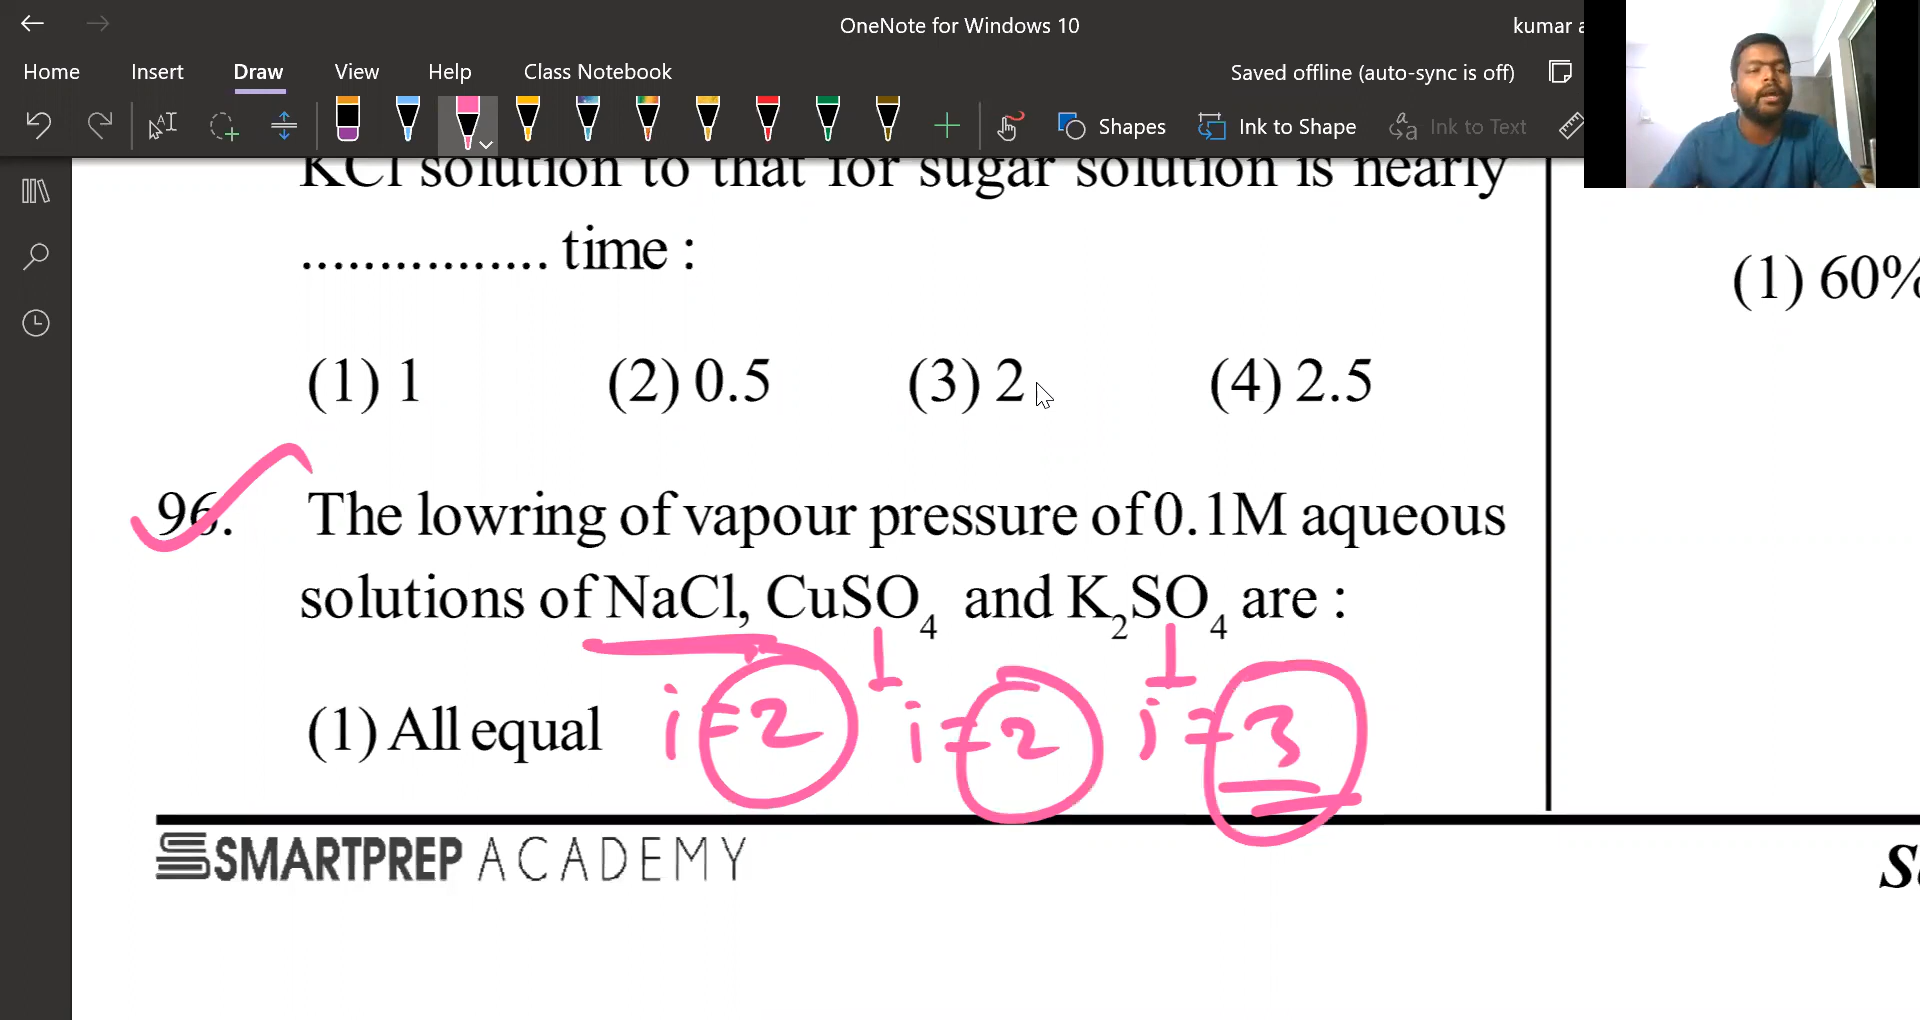 OneNote for Windows 10
kumar a
Home Insert Draw View Help Class Notebook
Saved offline (auto-sync is off)
Shapes Ink to Shape Ink to Text
KCl solution to that for sugar solution is nearly
................ time :
(1) 60%
(1) 1 (2) 0.5 (3) 2 (4) 2.5
96. The lowring of vapour pressure of 0.1M aqueous
solutions of NaCl, CuSO4 and K2SO4 are :
(1) All equal
i=2 i=2 i=3
SMARTPREP ACADEMY